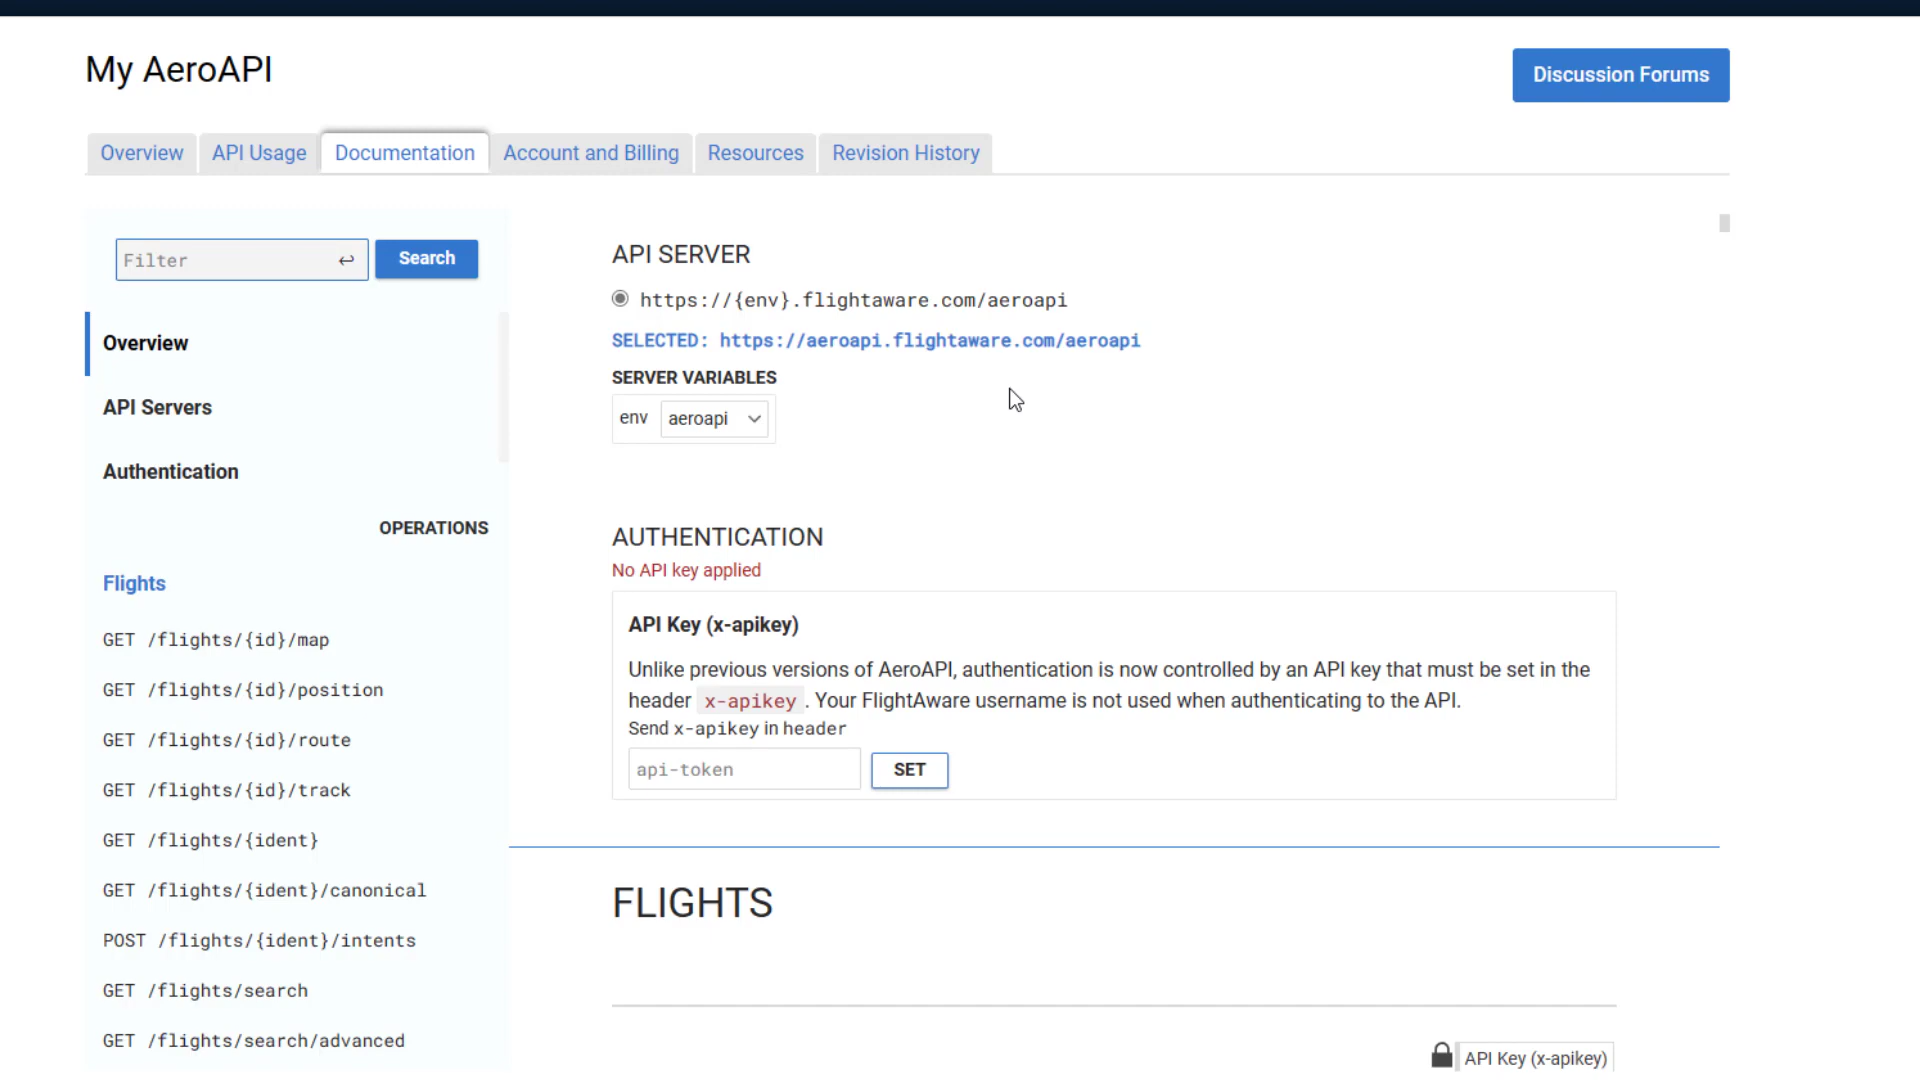 My AeroAPI
Discussion Forums
Overview
API Usage
Documentation
Account and Billing
Resources
Revision History
Filter
Search
Overview
API Servers
Authentication
OPERATIONS
Flights
GET /flights/{id}/map
GET /flights/{id}/position
GET /flights/{id}/route
GET /flights/{id}/track
GET /flights/{ident}
GET /flights/{ident}/canonical
POST /flights/{ident}/intents
GET /flights/search
GET /flights/search/advanced
API SERVER
https://{env}.flightaware.com/aeroapi
SELECTED: https://aeroapi.flightaware.com/aeroapi
SERVER VARIABLES
env aeroapi
AUTHENTICATION
No API key applied
API Key (x-apikey)
Unlike previous versions of AeroAPI, authentication is now controlled by an API key that must be set in the
header x-apikey. Your FlightAware username is not used when authenticating to the API.
Send x-apikey in header
api-token
SET
FLIGHTS
API Key (x-apikey)